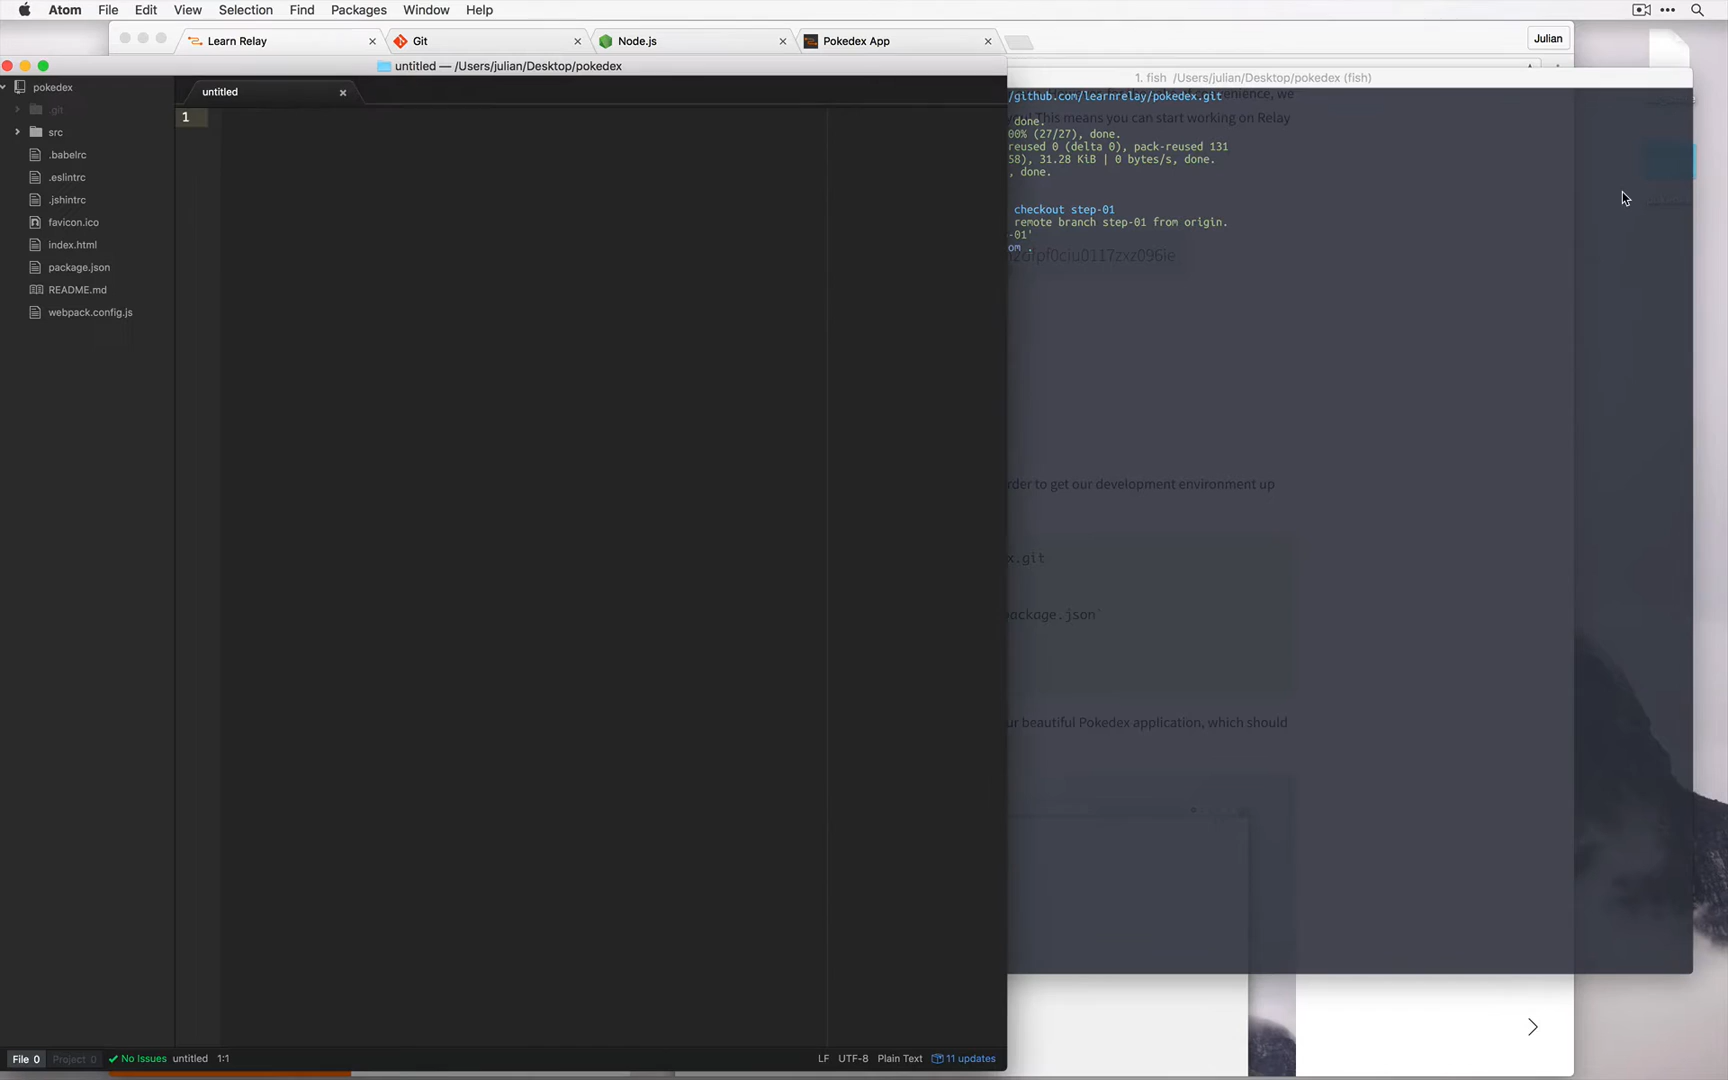 Atom File Edit View Selection Find Packages Window Help
Learn Relay
Git
Node.js
Pokedex App
Julian
untitled — /Users/julian/Desktop/pokedex
1. fish /Users/julian/Desktop/pokedex (fish)
pokedex
.git
src
.babelrc
.eslintrc
.jshintrc
favicon.ico
index.html
package.json
README.md
webpack.config.js
untitled
1
/github.com/learnrelay/pokedex.git
venience, we
done.
! This means you can start working on Relay
00% (27/27), done.
reused 0 (delta 0), pack-reused 131
58), 31.28 KiB | 0 bytes/s, done.
, done.
checkout step-01
remote branch step-01 from origin.
-01'
om .
rder to get our development environment up
x.git
ackage.json`
ur beautiful Pokedex application, which should
File 0 Project 0 No Issues untitled 1:1
LF UTF-8 Plain Text 11 updates